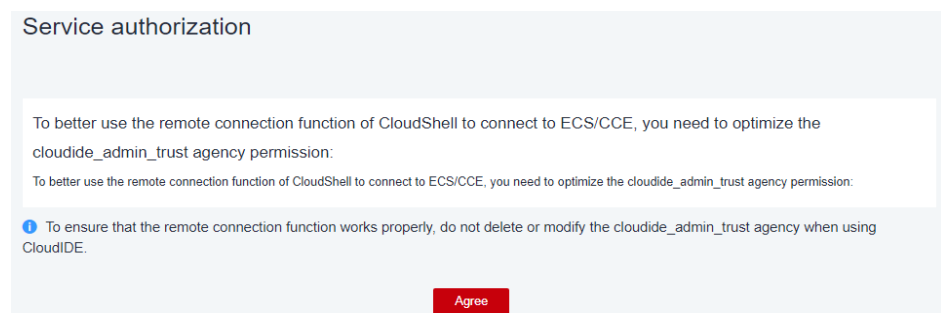 Service authorization
To better use the remote connection function of CloudShell to connect to ECS/CCE, you need to optimize the
cloudide_admin_trust agency permission:
To better use the remote connection function of CloudShell to connect to ECS/CCE, you need to optimize the cloudide_admin_trust agency permission:
To ensure that the remote connection function works properly, do not delete or modify the cloudide_admin_trust agency when using
CloudIDE.
Agree